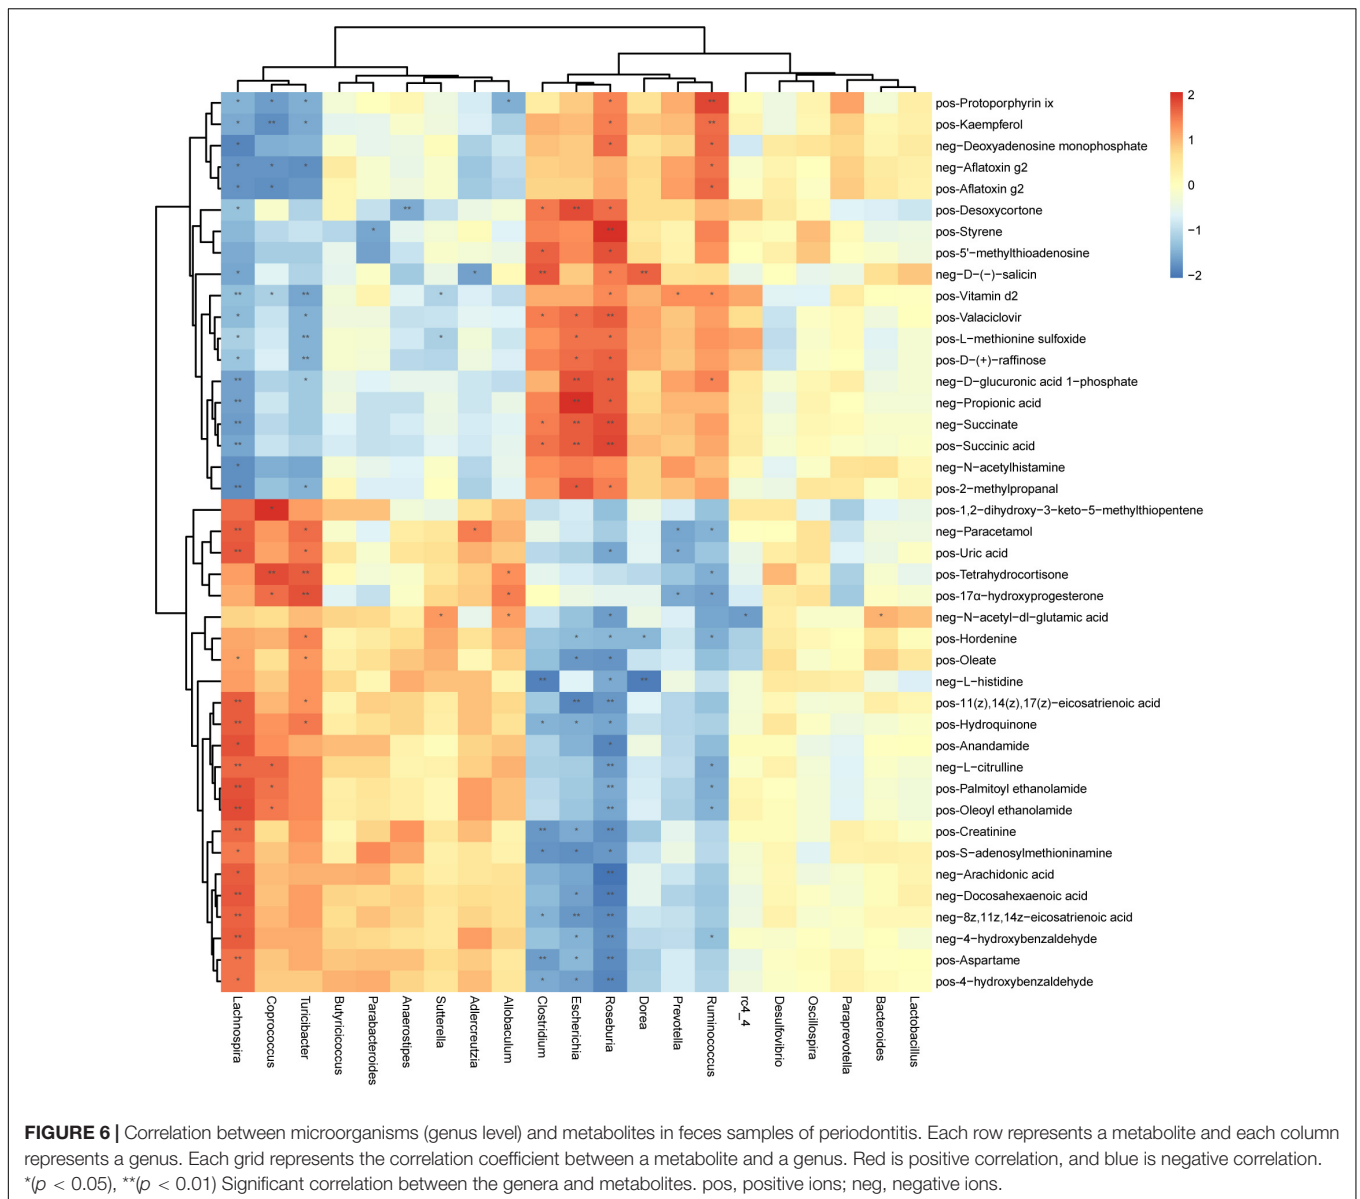 2
1
0
−1
−2
pos-Protoporphyrin ix
pos-Kaempferol
neg−Deoxyadenosine monophosphate
neg−Aflatoxin g2
pos-Aflatoxin g2
pos-Desoxycortone
pos-Styrene
pos-5'−methylthioadenosine
neg−D−(−)−salicin
pos-Vitamin d2
pos-Valaciclovir
pos-L−methionine sulfoxide
pos-D−(+)−raffinose
neg−D−glucuronic acid 1−phosphate
neg−Propionic acid
neg−Succinate
pos−Succinic acid
neg−N−acetylhistamine
pos-2−methylpropanal
pos-1,2−dihydroxy−3−keto−5−methylthiopentene
neg−Paracetamol
pos-Uric acid
pos-Tetrahydrocortisone
pos-17α−hydroxyprogesterone
neg−N−acetyl−dl−glutamic acid
pos-Hordenine
pos-Oleate
neg−L−histidine
pos-11(z),14(z),17(z)−eicosatrienoic acid
pos-Hydroquinone
pos-Anandamide
neg−L−citrulline
pos-Palmitoyl ethanolamide
pos-Oleoyl ethanolamide
pos-Creatinine
pos-S−adenosylmethioninamine
neg−Arachidonic acid
neg−Docosahexaenoic acid
neg−8z,11z,14z−eicosatrienoic acid
neg−4−hydroxybenzaldehyde
pos-Aspartame
pos-4−hydroxybenzaldehyde
Lachnospira
Coprococcus
Turicibacter
Butyricicoccus
Parabacteroides
Anaerostipes
Sutterella
Adlercreutzia
Allobaculum
Clostridium
Escherichia
Roseburia
Dorea
Prevotella
Ruminococcus
rc4_4
Desulfovibrio
Oscillospira
Paraprevotella
Bacteroides
Lactobacillus
FIGURE 6 | Correlation between microorganisms (genus level) and metabolites in feces samples of periodontitis. Each row represents a metabolite and each column
represents a genus. Each grid represents the correlation coefficient between a metabolite and a genus. Red is positive correlation, and blue is negative correlation.
*(p < 0.05), **(p < 0.01) Significant correlation between the genera and metabolites. pos, positive ions; neg, negative ions.